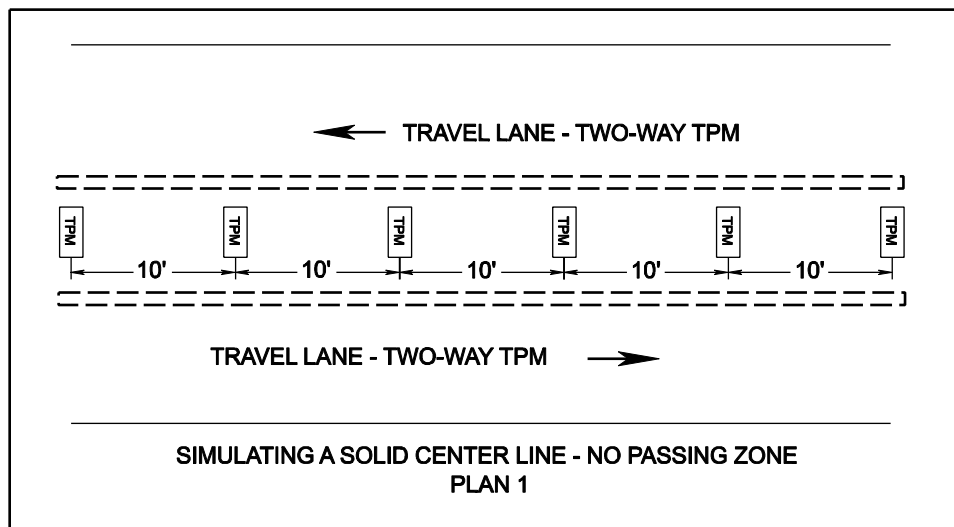 TRAVEL LANE - TWO-WAY TPM
TPM TPM TPM TPM TPM TPM
10' 10' 10' 10' 10'
TRAVEL LANE - TWO-WAY TPM
SIMULATING A SOLID CENTER LINE - NO PASSING ZONE
PLAN 1